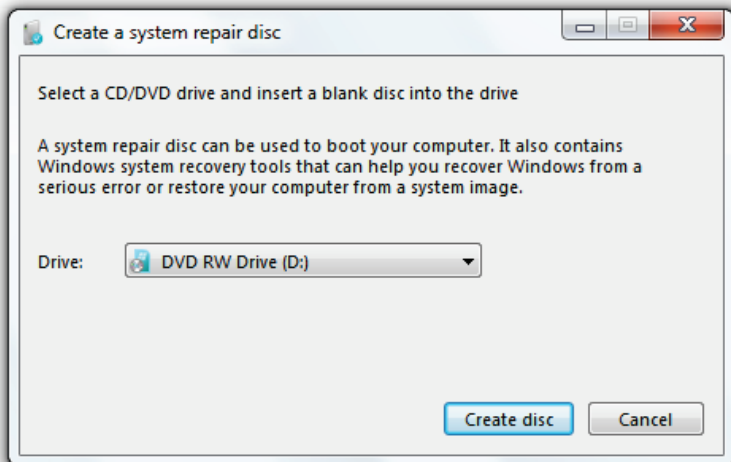 Create a system repair disc
Select a CD/DVD drive and insert a blank disc into the drive
A system repair disc can be used to boot your computer. It also contains
Windows system recovery tools that can help you recover Windows from a
serious error or restore your computer from a system image.
Drive: DVD RW Drive (D:)
Create disc Cancel